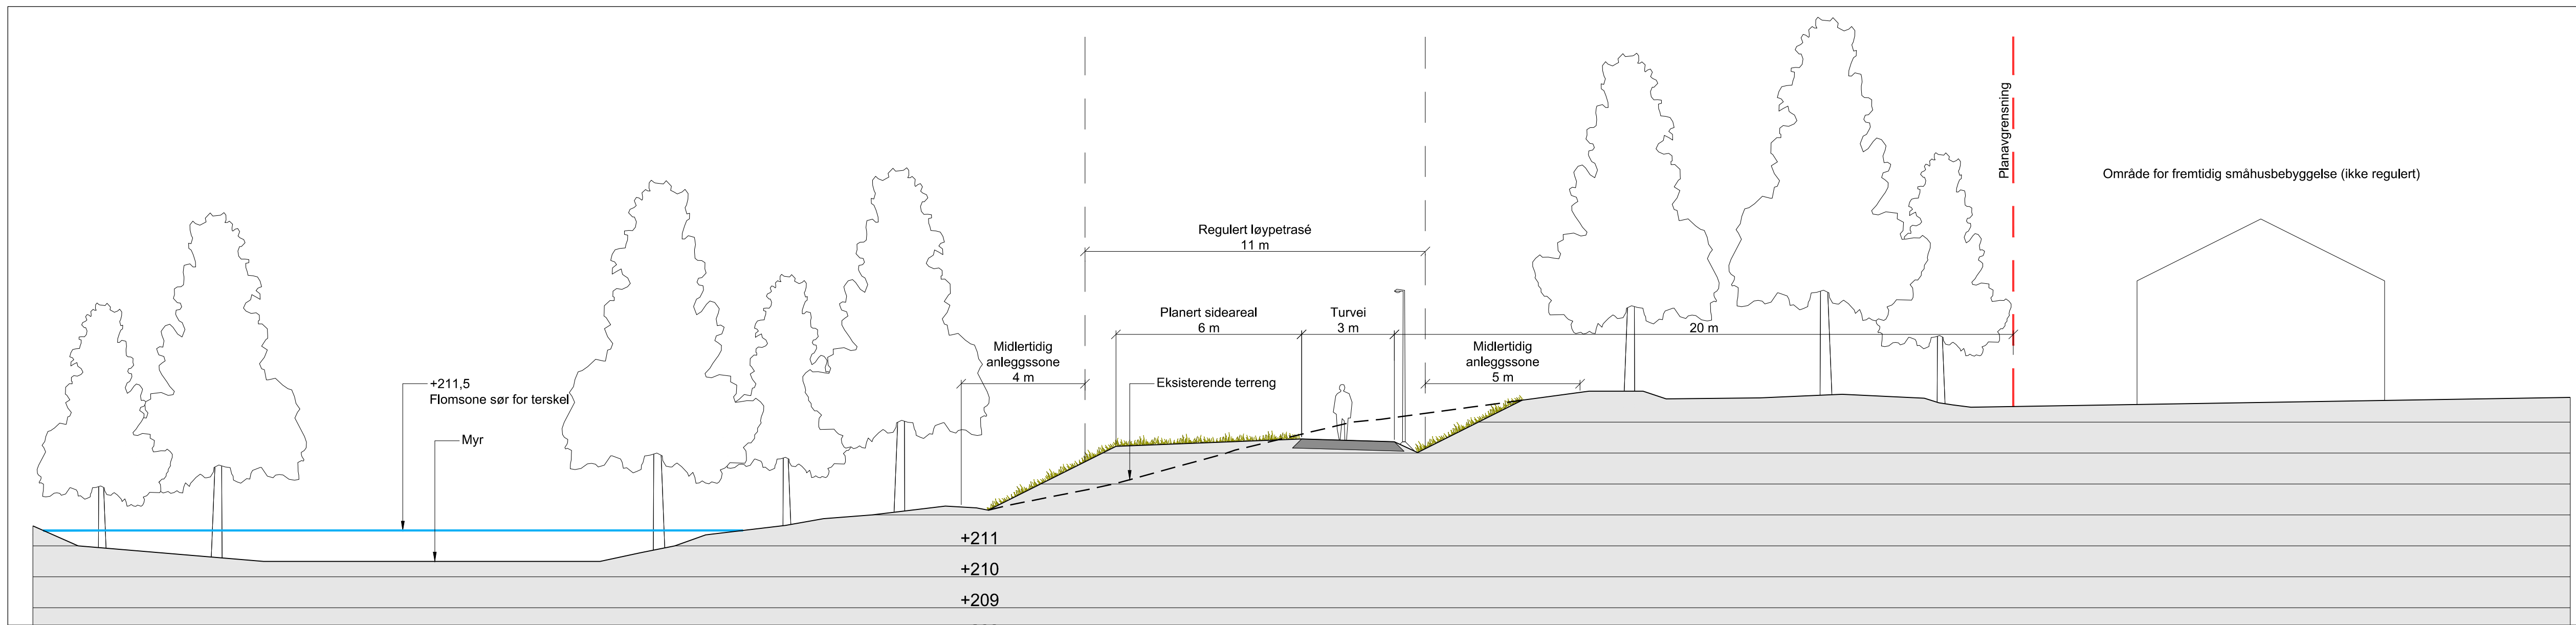 Planavgrensning
Område for fremtidig småhusbebyggelse (ikke regulert)
Regulert løypetrasé
11 m
Planert sideareal
6 m
Turvei
3 m
20 m
Midlertidig
anleggssone
4 m
Midlertidig
anleggssone
5 m
Eksisterende terreng
+211,5
Flomsone sør for terskel
Myr
+211
+210
+209